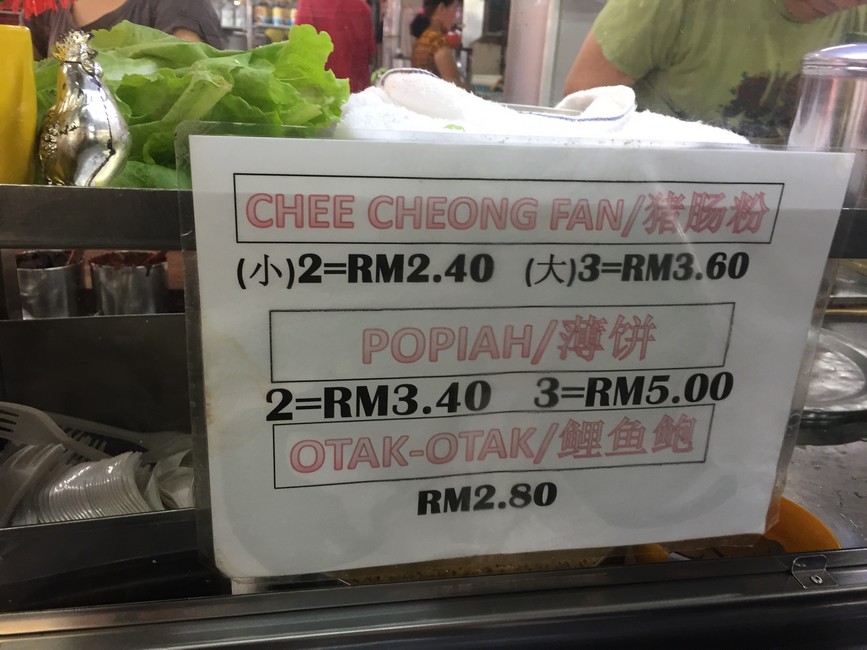 CHEE CHEONG FAN/猪肠粉
(小)2=RM2.40 (大)3=RM3.60
POPIAH/薄饼
2=RM3.40 3=RM5.00
OTAK-OTAK/鲤鱼鲍
RM2.80